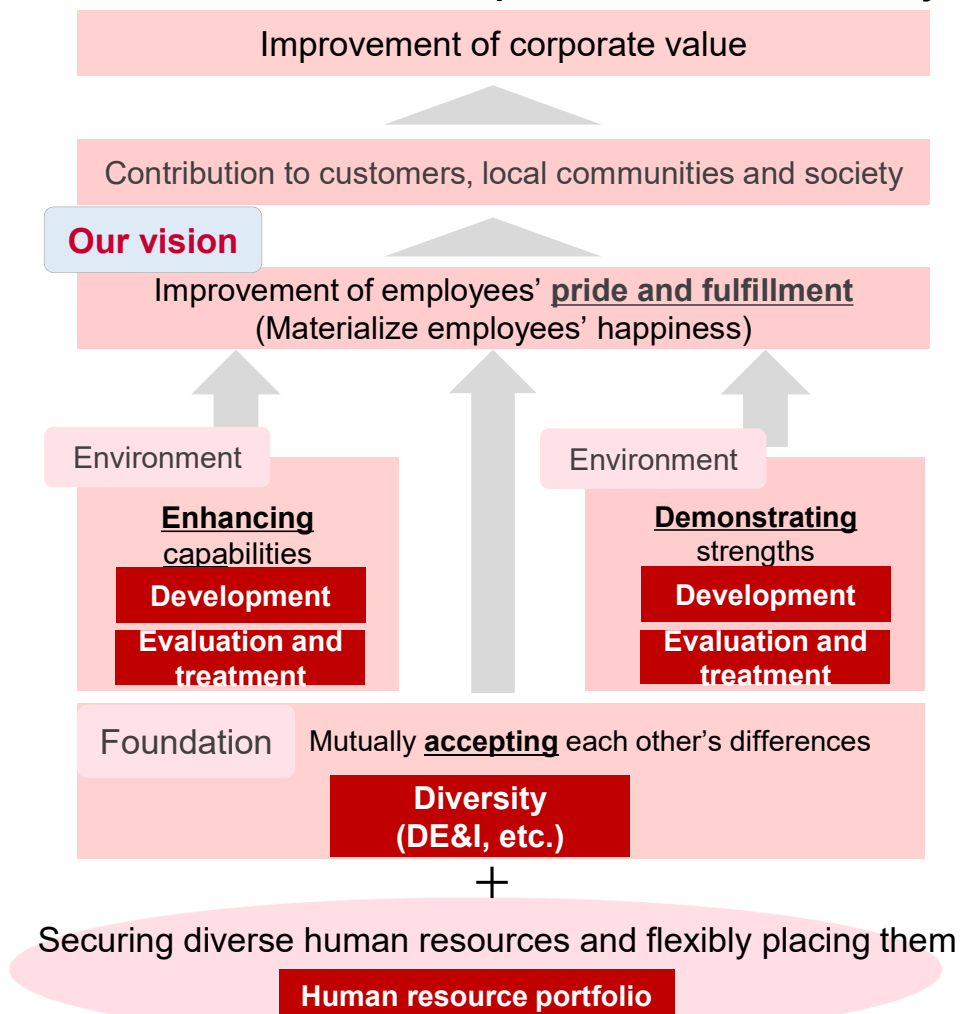 Improvement of corporate value
Contribution to customers, local communities and society
Our vision
Improvement of employees’ pride and fulfillment
(Materialize employees’ happiness)
Environment
Enhancing
capabilities
Development
Evaluation and
treatment
Environment
Demonstrating
strengths
Development
Evaluation and
treatment
Foundation
Mutually accepting each other’s differences
Diversity
(DE&I, etc.)
+
Securing diverse human resources and flexibly placing them
Human resource portfolio